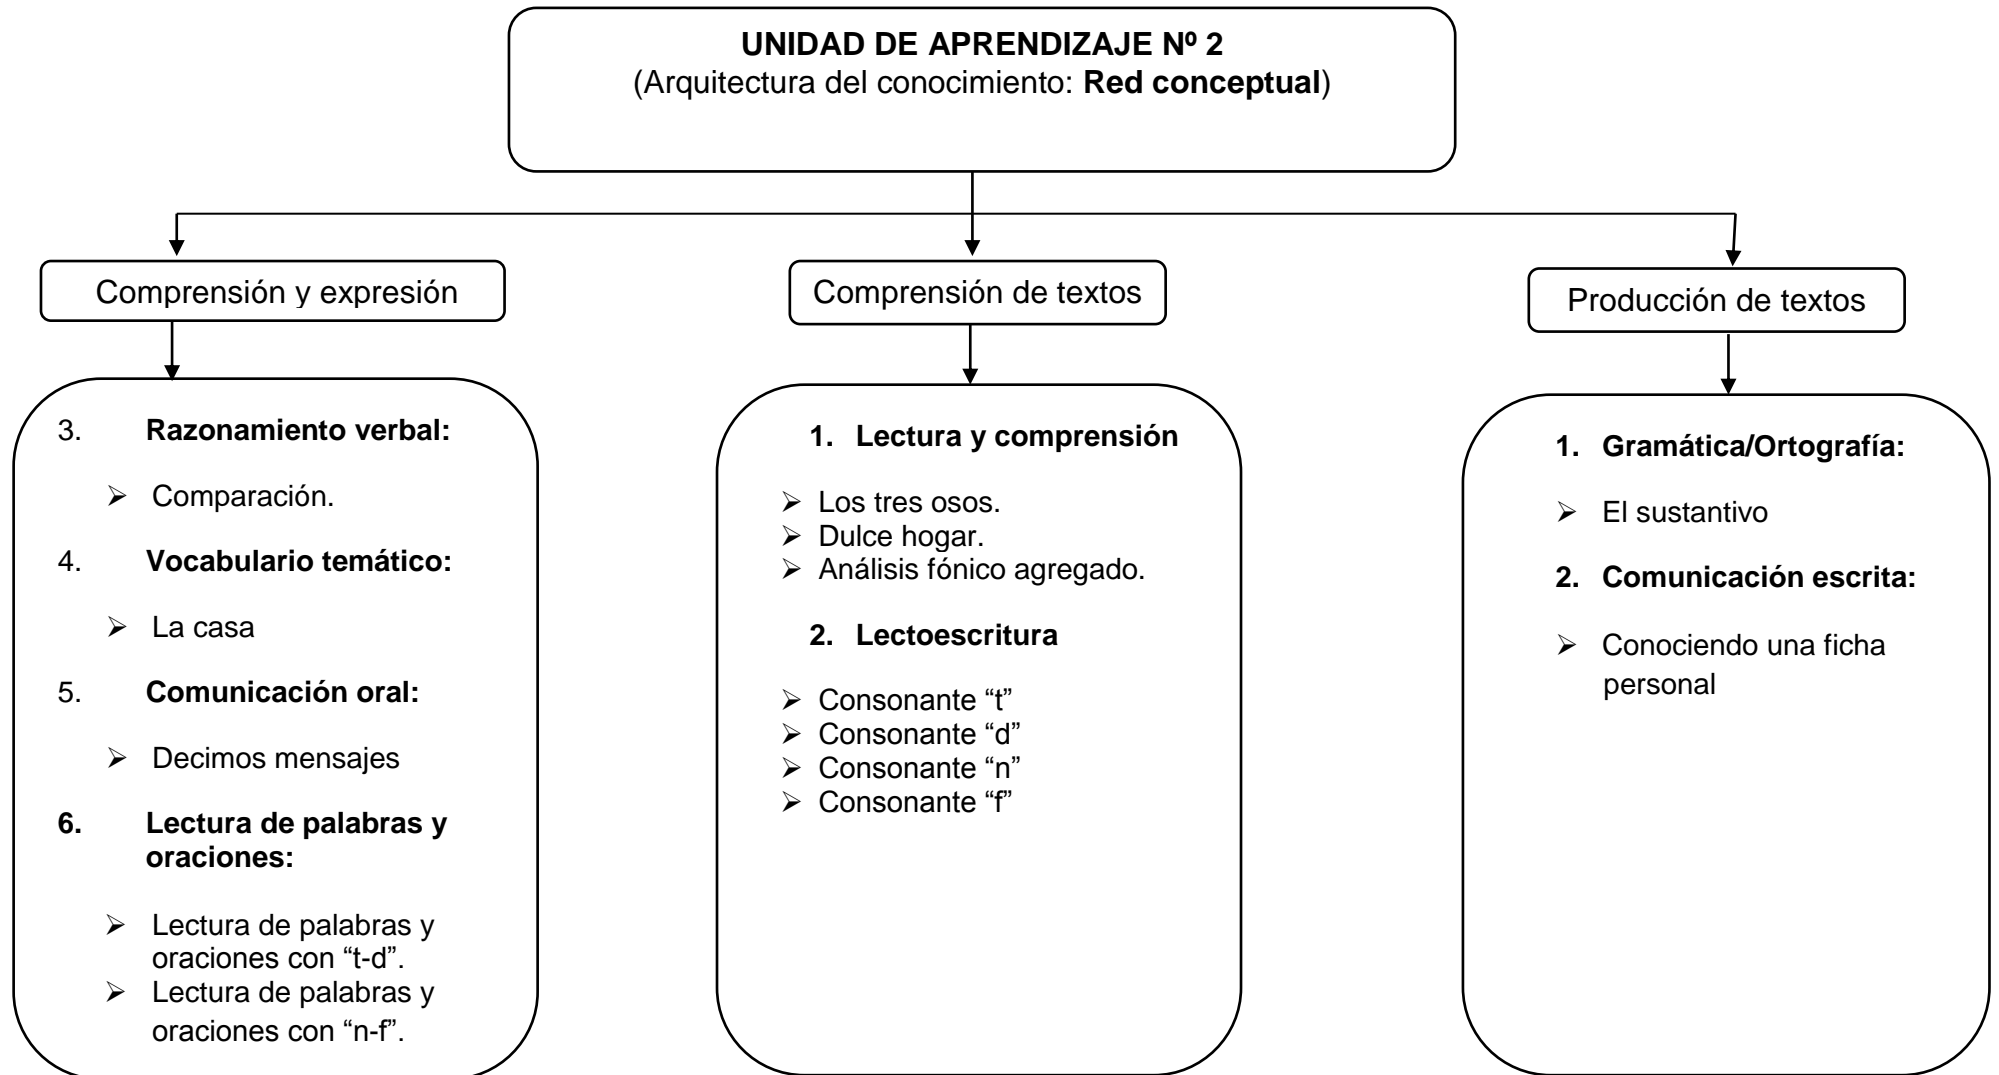 UNIDAD DE APRENDIZAJE Nº 2
(Arquitectura del conocimiento: Red conceptual)
Comprensión y expresión
3. Razonamiento verbal:
➢ Comparación.
4. Vocabulario temático:
➢ La casa
5. Comunicación oral:
➢ Decimos mensajes
6. Lectura de palabras y
oraciones:
➢ Lectura de palabras y
oraciones con “t-d”.
➢ Lectura de palabras y
oraciones con “n-f”.
Comprensión de textos
1. Lectura y comprensión
➢ Los tres osos.
➢ Dulce hogar.
➢ Análisis fónico agregado.
2. Lectoescritura
➢ Consonante “t”
➢ Consonante “d”
➢ Consonante “n”
➢ Consonante “f”
Producción de textos
1. Gramática/Ortografía:
➢ El sustantivo
2. Comunicación escrita:
➢ Conociendo una ficha
personal